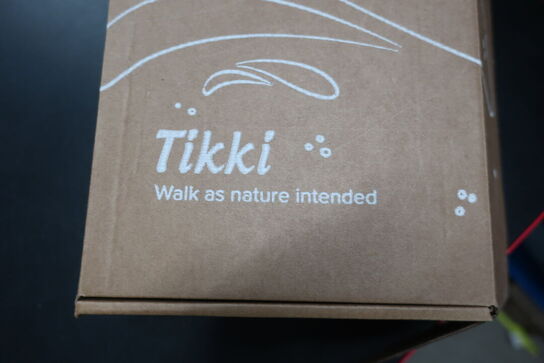 Tikki
Walk as nature intended